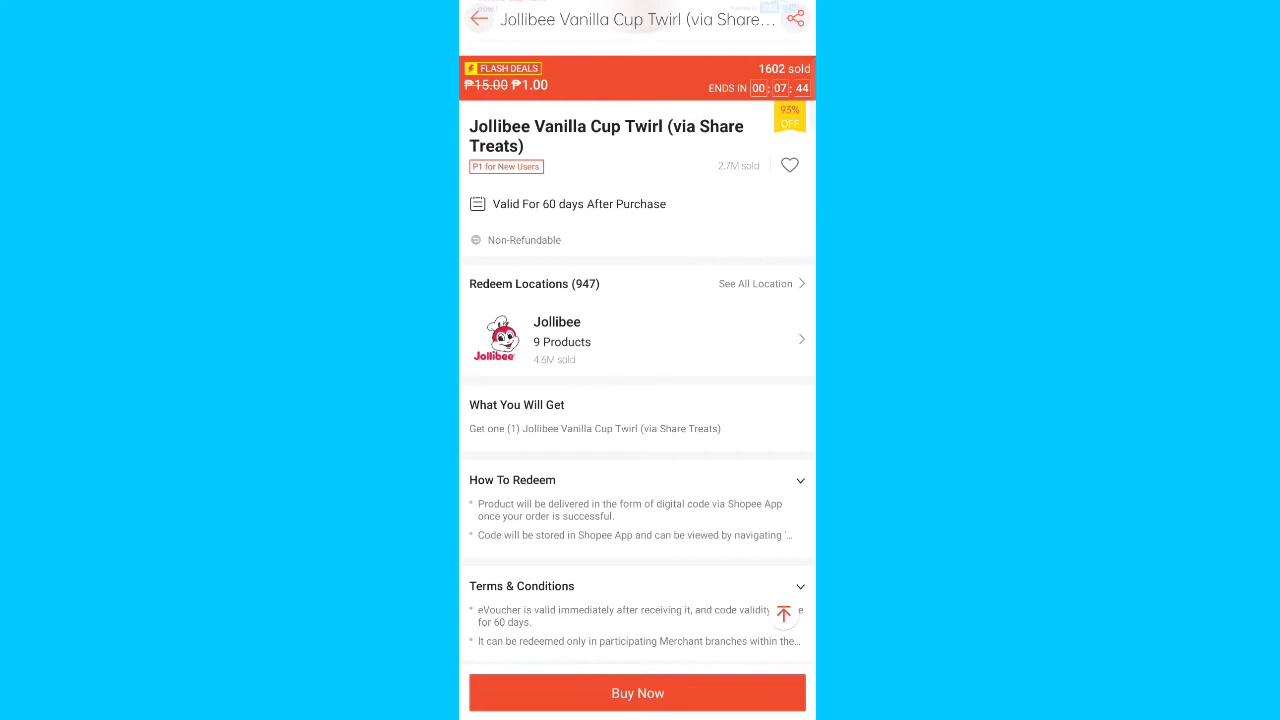 now!
Jollibee Vanilla Cup Twirl (via Share...
FLASH DEALS
1602 sold
₱15.00 ₱1.00
ENDS IN 00 : 07 : 44
93%
OFF
Jollibee Vanilla Cup Twirl (via Share
Treats)
P1 for New Users
2.7M sold
Valid For 60 days After Purchase
Non-Refundable
Redeem Locations (947)
See All Location
Jollibee
Jollibee
9 Products
4.6M sold
What You Will Get
Get one (1) Jollibee Vanilla Cup Twirl (via Share Treats)
How To Redeem
* Product will be delivered in the form of digital code via Shopee App
once your order is successful.
* Code will be stored in Shopee App and can be viewed by navigating '...
Terms & Conditions
* eVoucher is valid immediately after receiving it, and code validity
for 60 days.
* It can be redeemed only in participating Merchant branches within the...
Buy Now